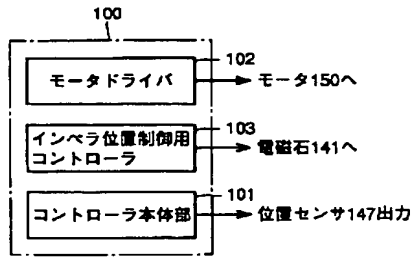 100
102
モータドライバ
モータ150へ
103
インペラ位置制御用
コントローラ
電磁石141へ
101
コントローラ本体部
位置センサ147出力